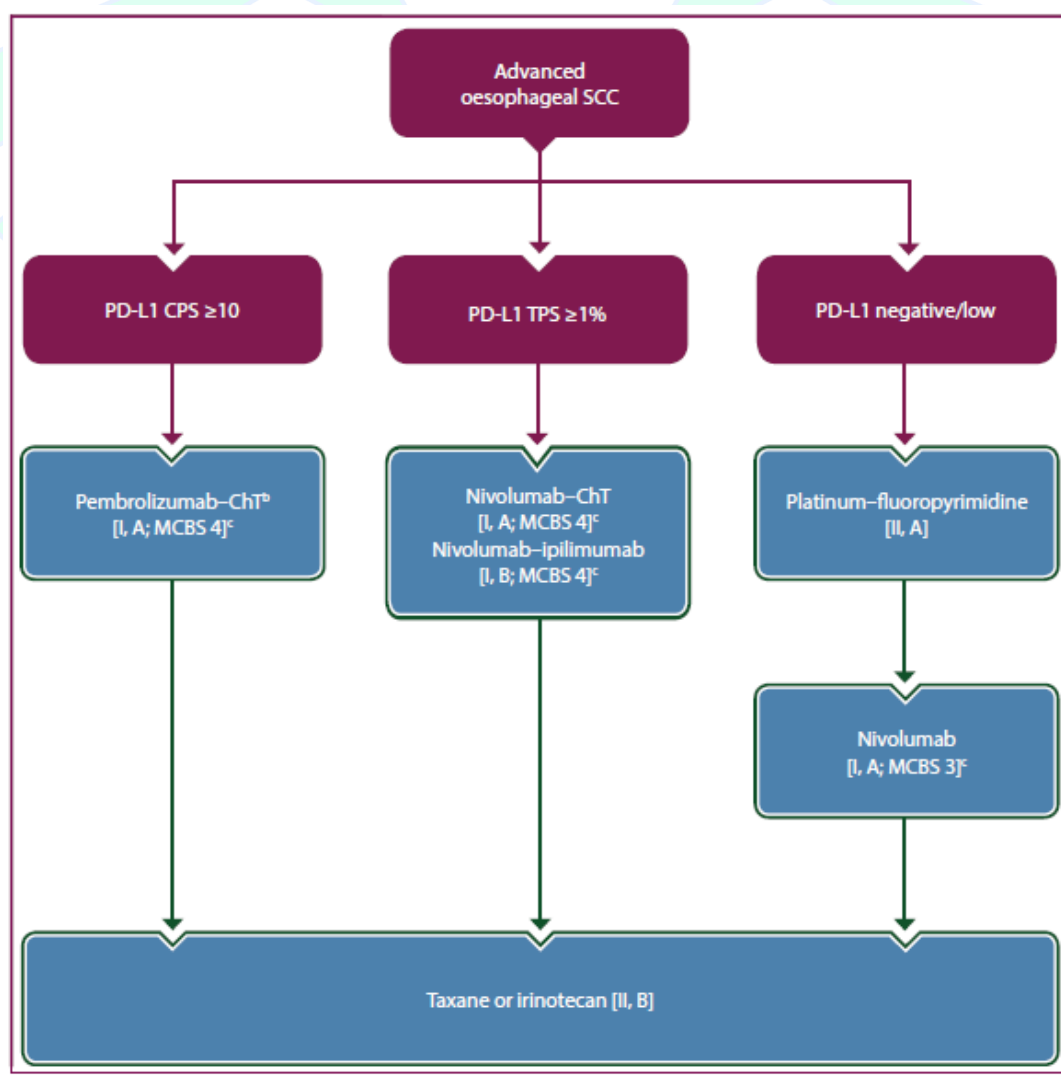 Advanced
oesophageal SCC
PD-L1 CPS ≥10
PD-L1 TPS ≥1%
PD-L1 negative/low
Pembrolizumab–ChTᵇ
[I, A; MCBS 4]ᶜ
Nivolumab–ChT
[I, A; MCBS 4]ᶜ
Nivolumab–ipilimumab
[I, B; MCBS 4]ᶜ
Platinum–fluoropyrimidine
[II, A]
Nivolumab
[I, A; MCBS 3]ᶜ
Taxane or irinotecan [II, B]